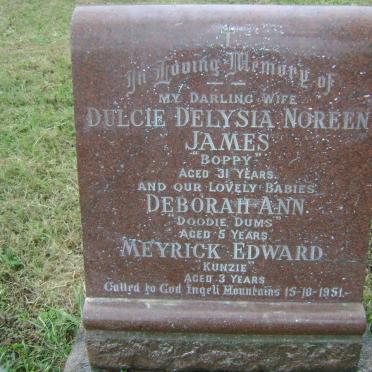 In Loving Memory of
MY DARLING WIFE
DULCIE DELYSIA NOREEN
JAMES
"BOPPY"
AGED 31 YEARS.
AND OUR LOVELY BABIES
DEBORAH ANN
"DOODIE DUMS"
AGED 5 YEARS
MEYRICK EDWARD
"KUNZIE"
AGED 3 YEARS
Called to God Ingeli Mountains 15-10-1951.